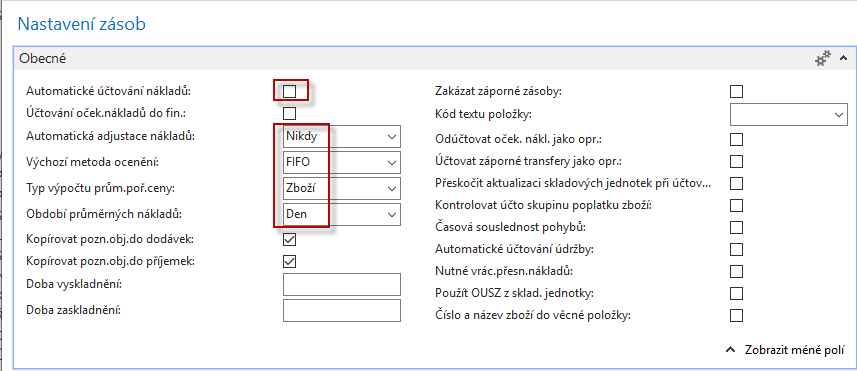 Nastavení zásob
Obecné
Automatické účtování nákladů:
Účtování oček.nákladů do fin.:
Automatická adjustace nákladů: Nikdy
Výchozí metoda ocenění: FIFO
Typ výpočtu prům.poř.ceny: Zboží
Období průměrných nákladů: Den
Kopírovat pozn.obj.do dodávek:
Kopírovat pozn.obj.do příjemek:
Doba vyskladnění:
Doba zaskladnění:
Zakázat záporné zásoby:
Kód textu položky:
Odúčtovat oček. nákl. jako opr.:
Účtovat záporné transfery jako opr.:
Přeskočit aktualizaci skladových jednotek při účtov...
Kontrolovat účto skupinu poplatku zboží:
Časová souslednost pohybů:
Automatické účtování údržby:
Nutné vrác.přesn.nákladů:
Použít OUSZ z sklad. jednotky:
Číslo a název zboží do věcné položky:
Zobrazit méně polí